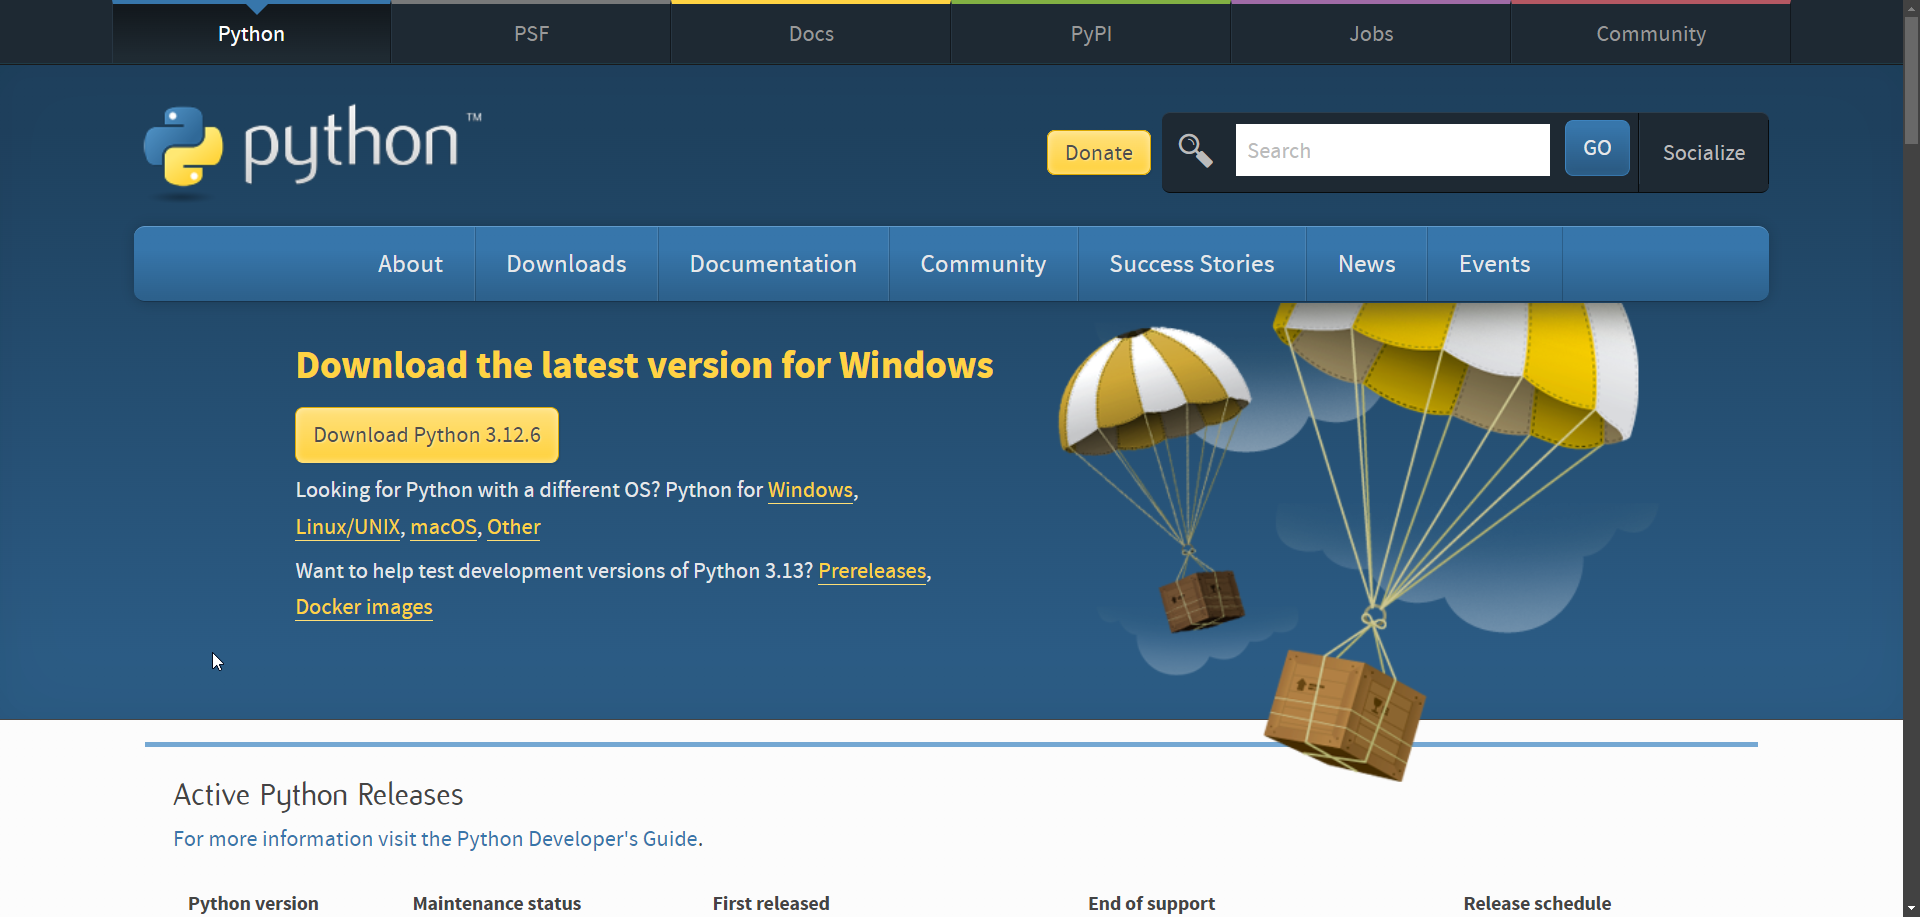 Python
PSF
Docs
PyPI
Jobs
Community
python™
Donate
Search
GO
Socialize
About
Downloads
Documentation
Community
Success Stories
News
Events
Download the latest version for Windows
Download Python 3.12.6
Looking for Python with a different OS? Python for Windows,
Linux/UNIX, macOS, Other
Want to help test development versions of Python 3.13? Prereleases,
Docker images
Active Python Releases
For more information visit the Python Developer's Guide.
Python version
Maintenance status
First released
End of support
Release schedule